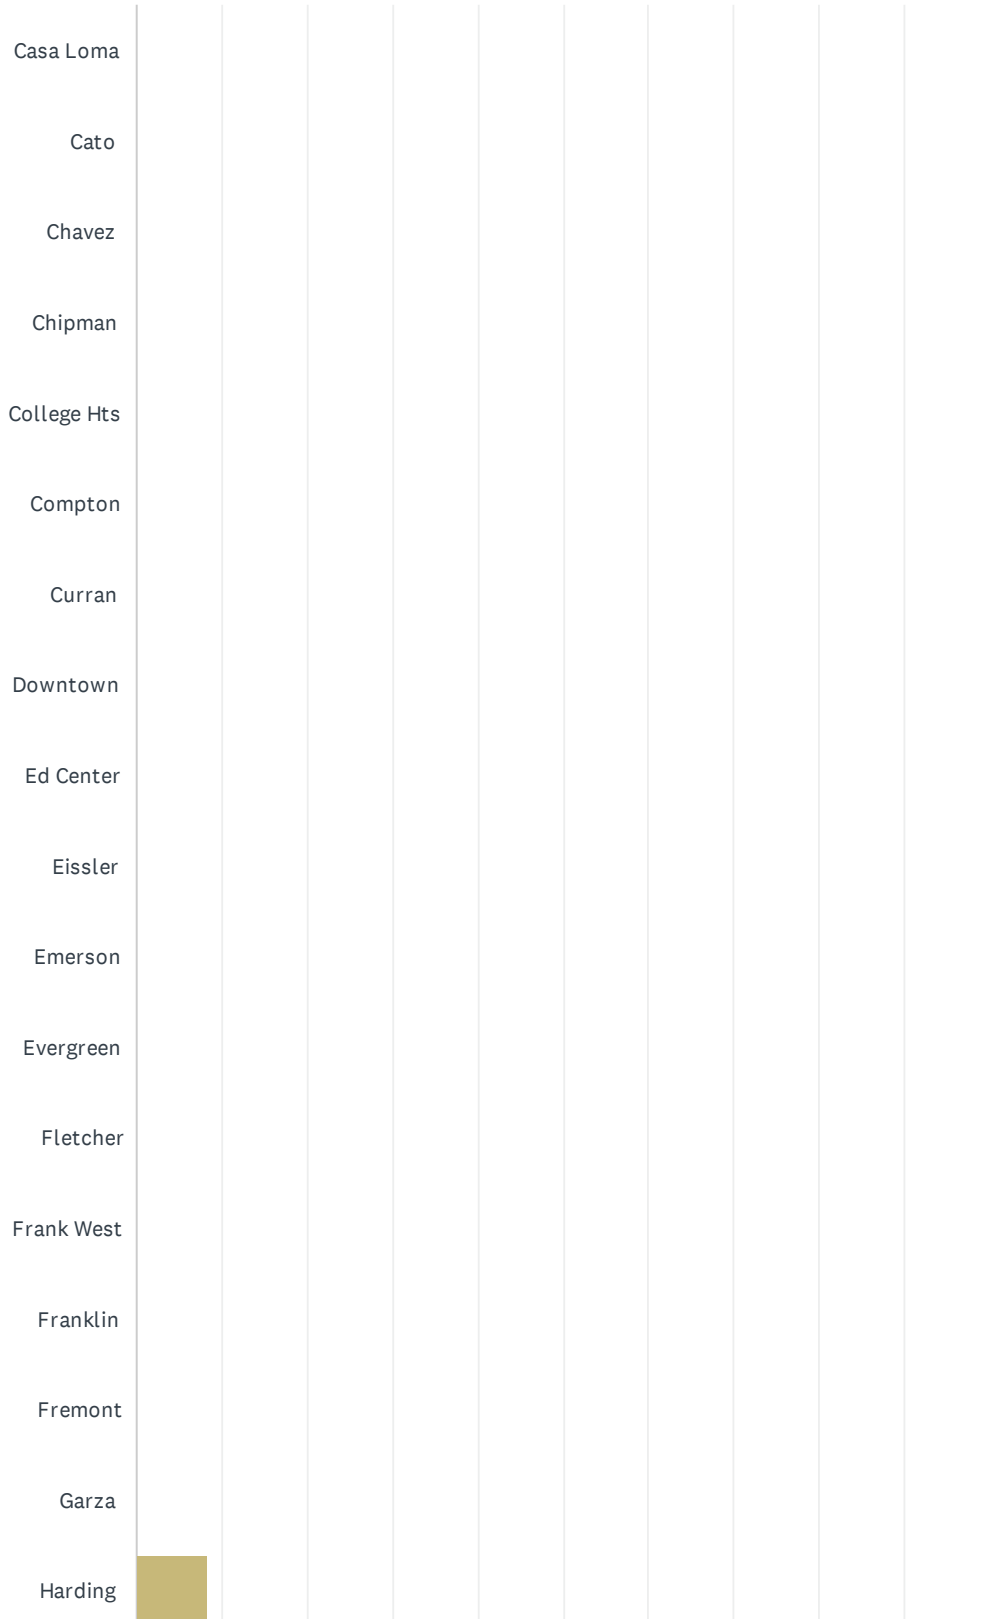 Casa Loma
Cato
Chavez
Chipman
College Hts
Compton
Curran
Downtown
Ed Center
Eissler
Emerson
Evergreen
Fletcher
Frank West
Franklin
Fremont
Garza
Harding